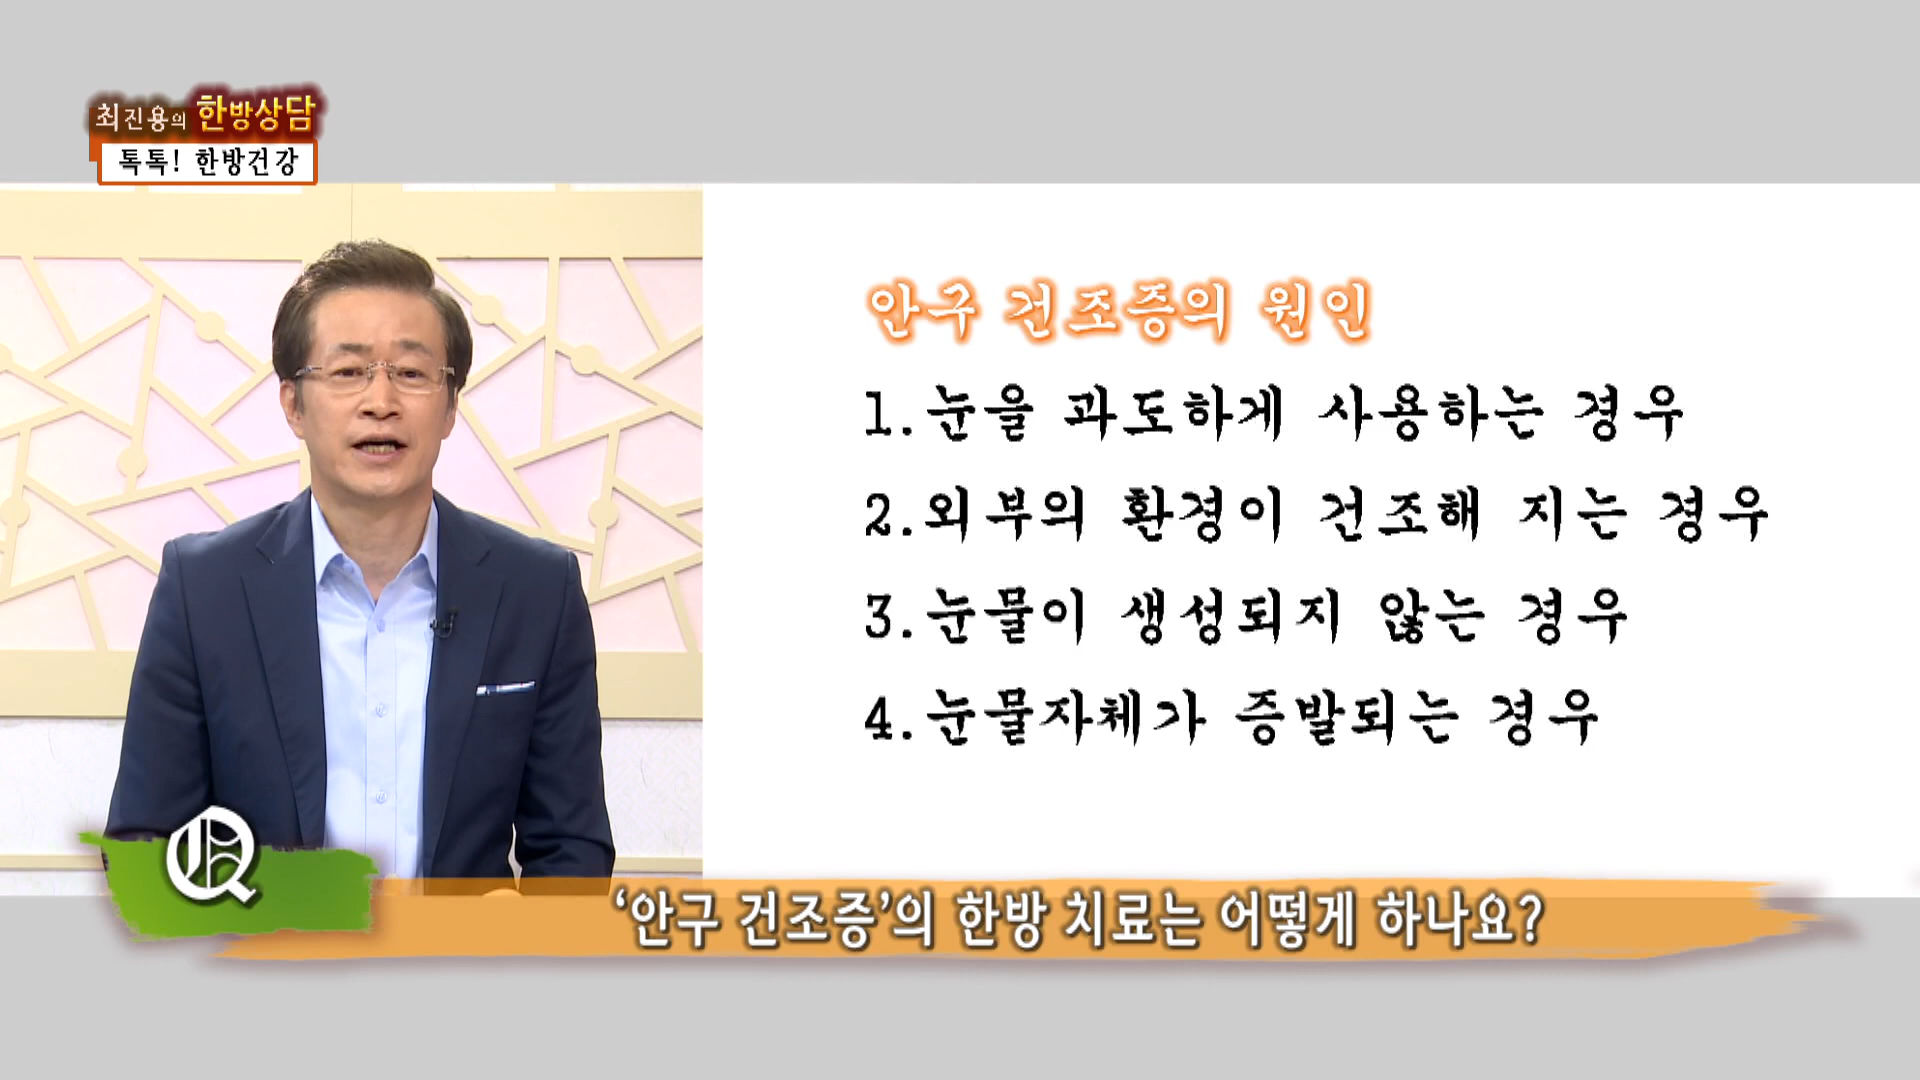 최진용의 한방상담
톡톡! 한방건강
안구 건조증의 원인
1. 눈을 과도하게 사용하는 경우
2. 외부의 환경이 건조해 지는 경우
3. 눈물이 생성되지 않는 경우
4. 눈물자체가 증발되는 경우
Q
‘안구 건조증’의 한방 치료는 어떻게 하나요?